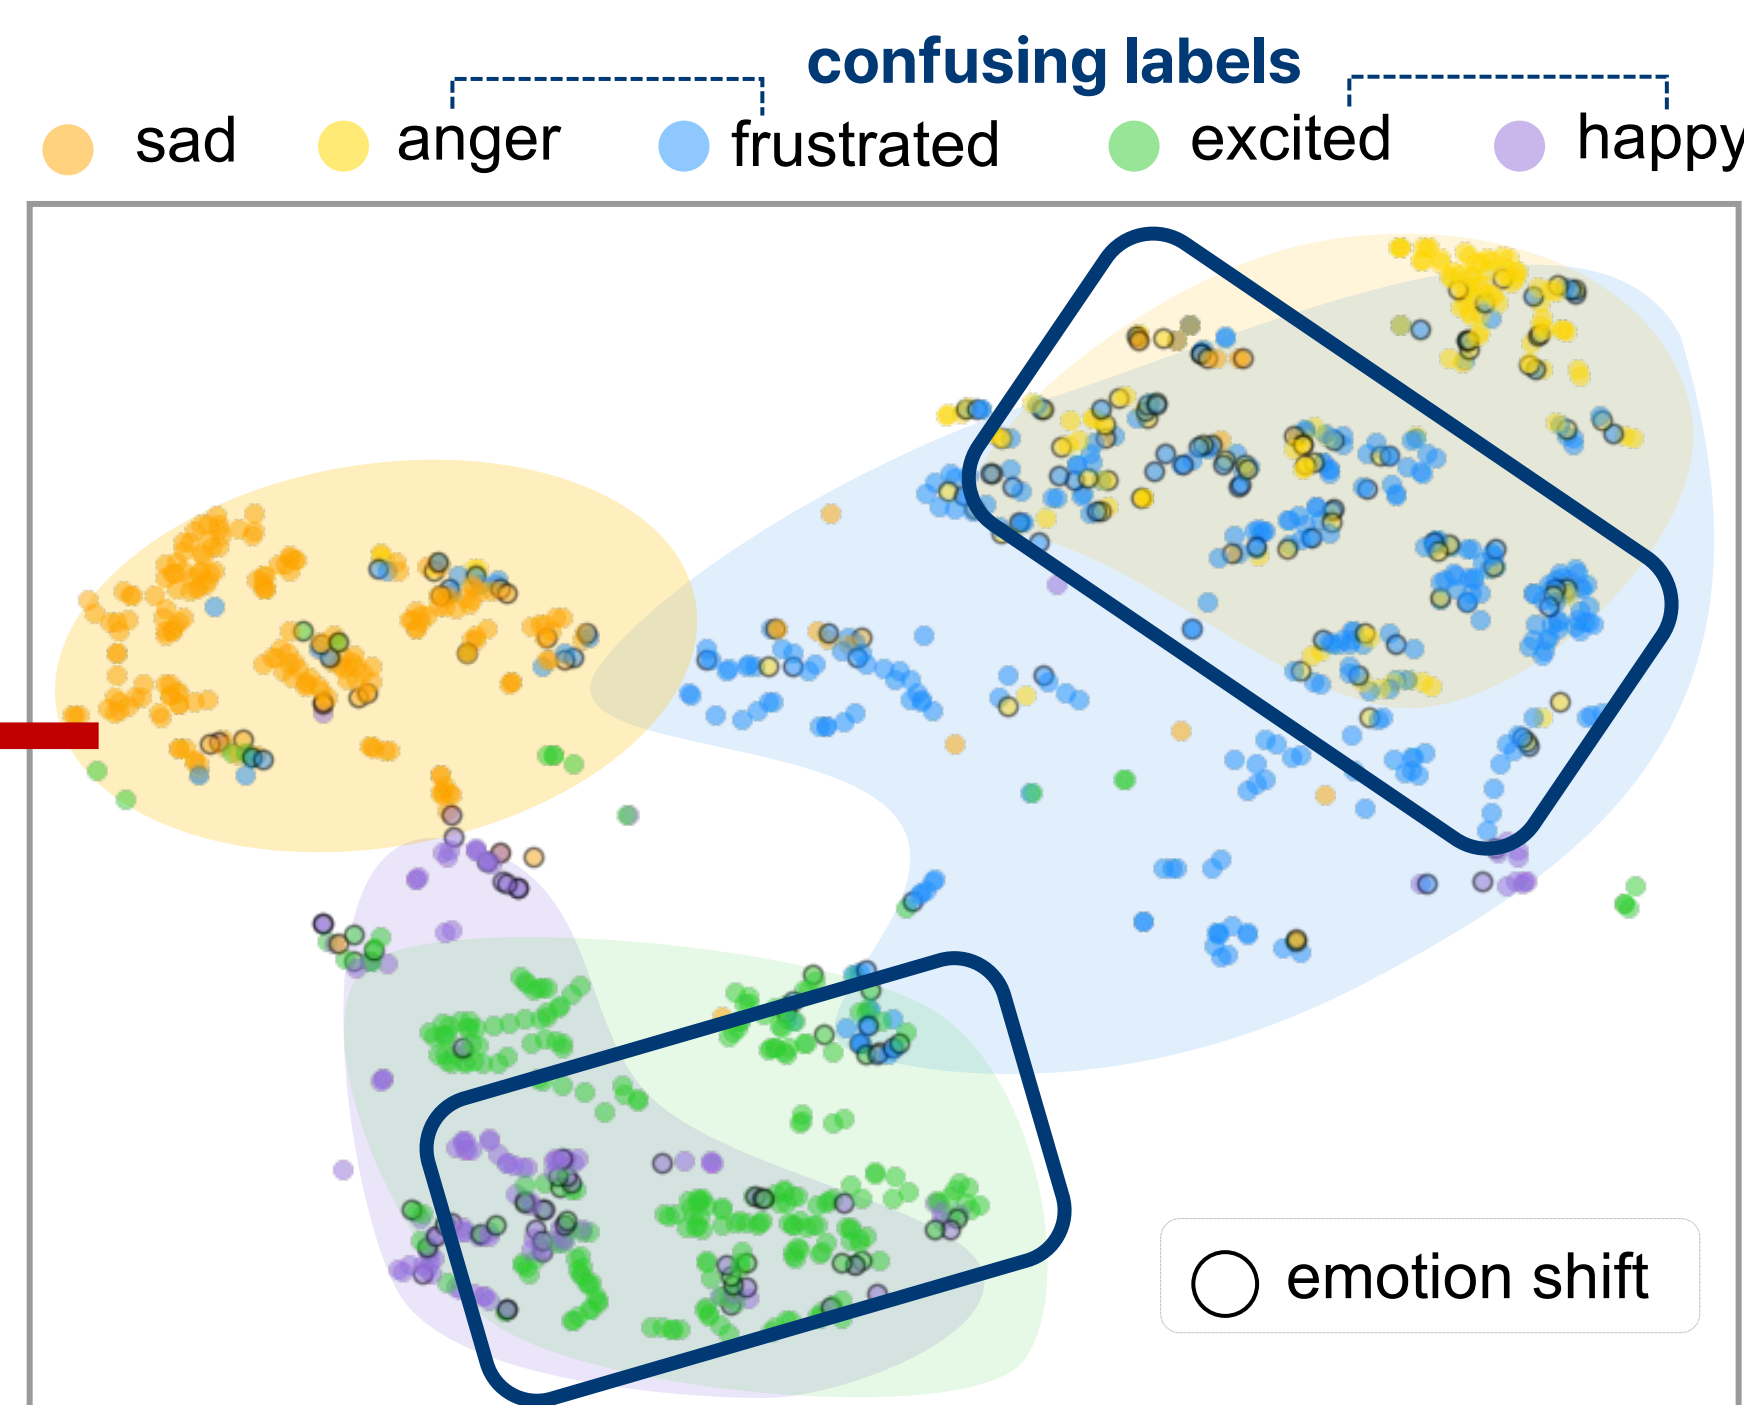 confusing labels
sad anger frustrated excited happy
emotion shift